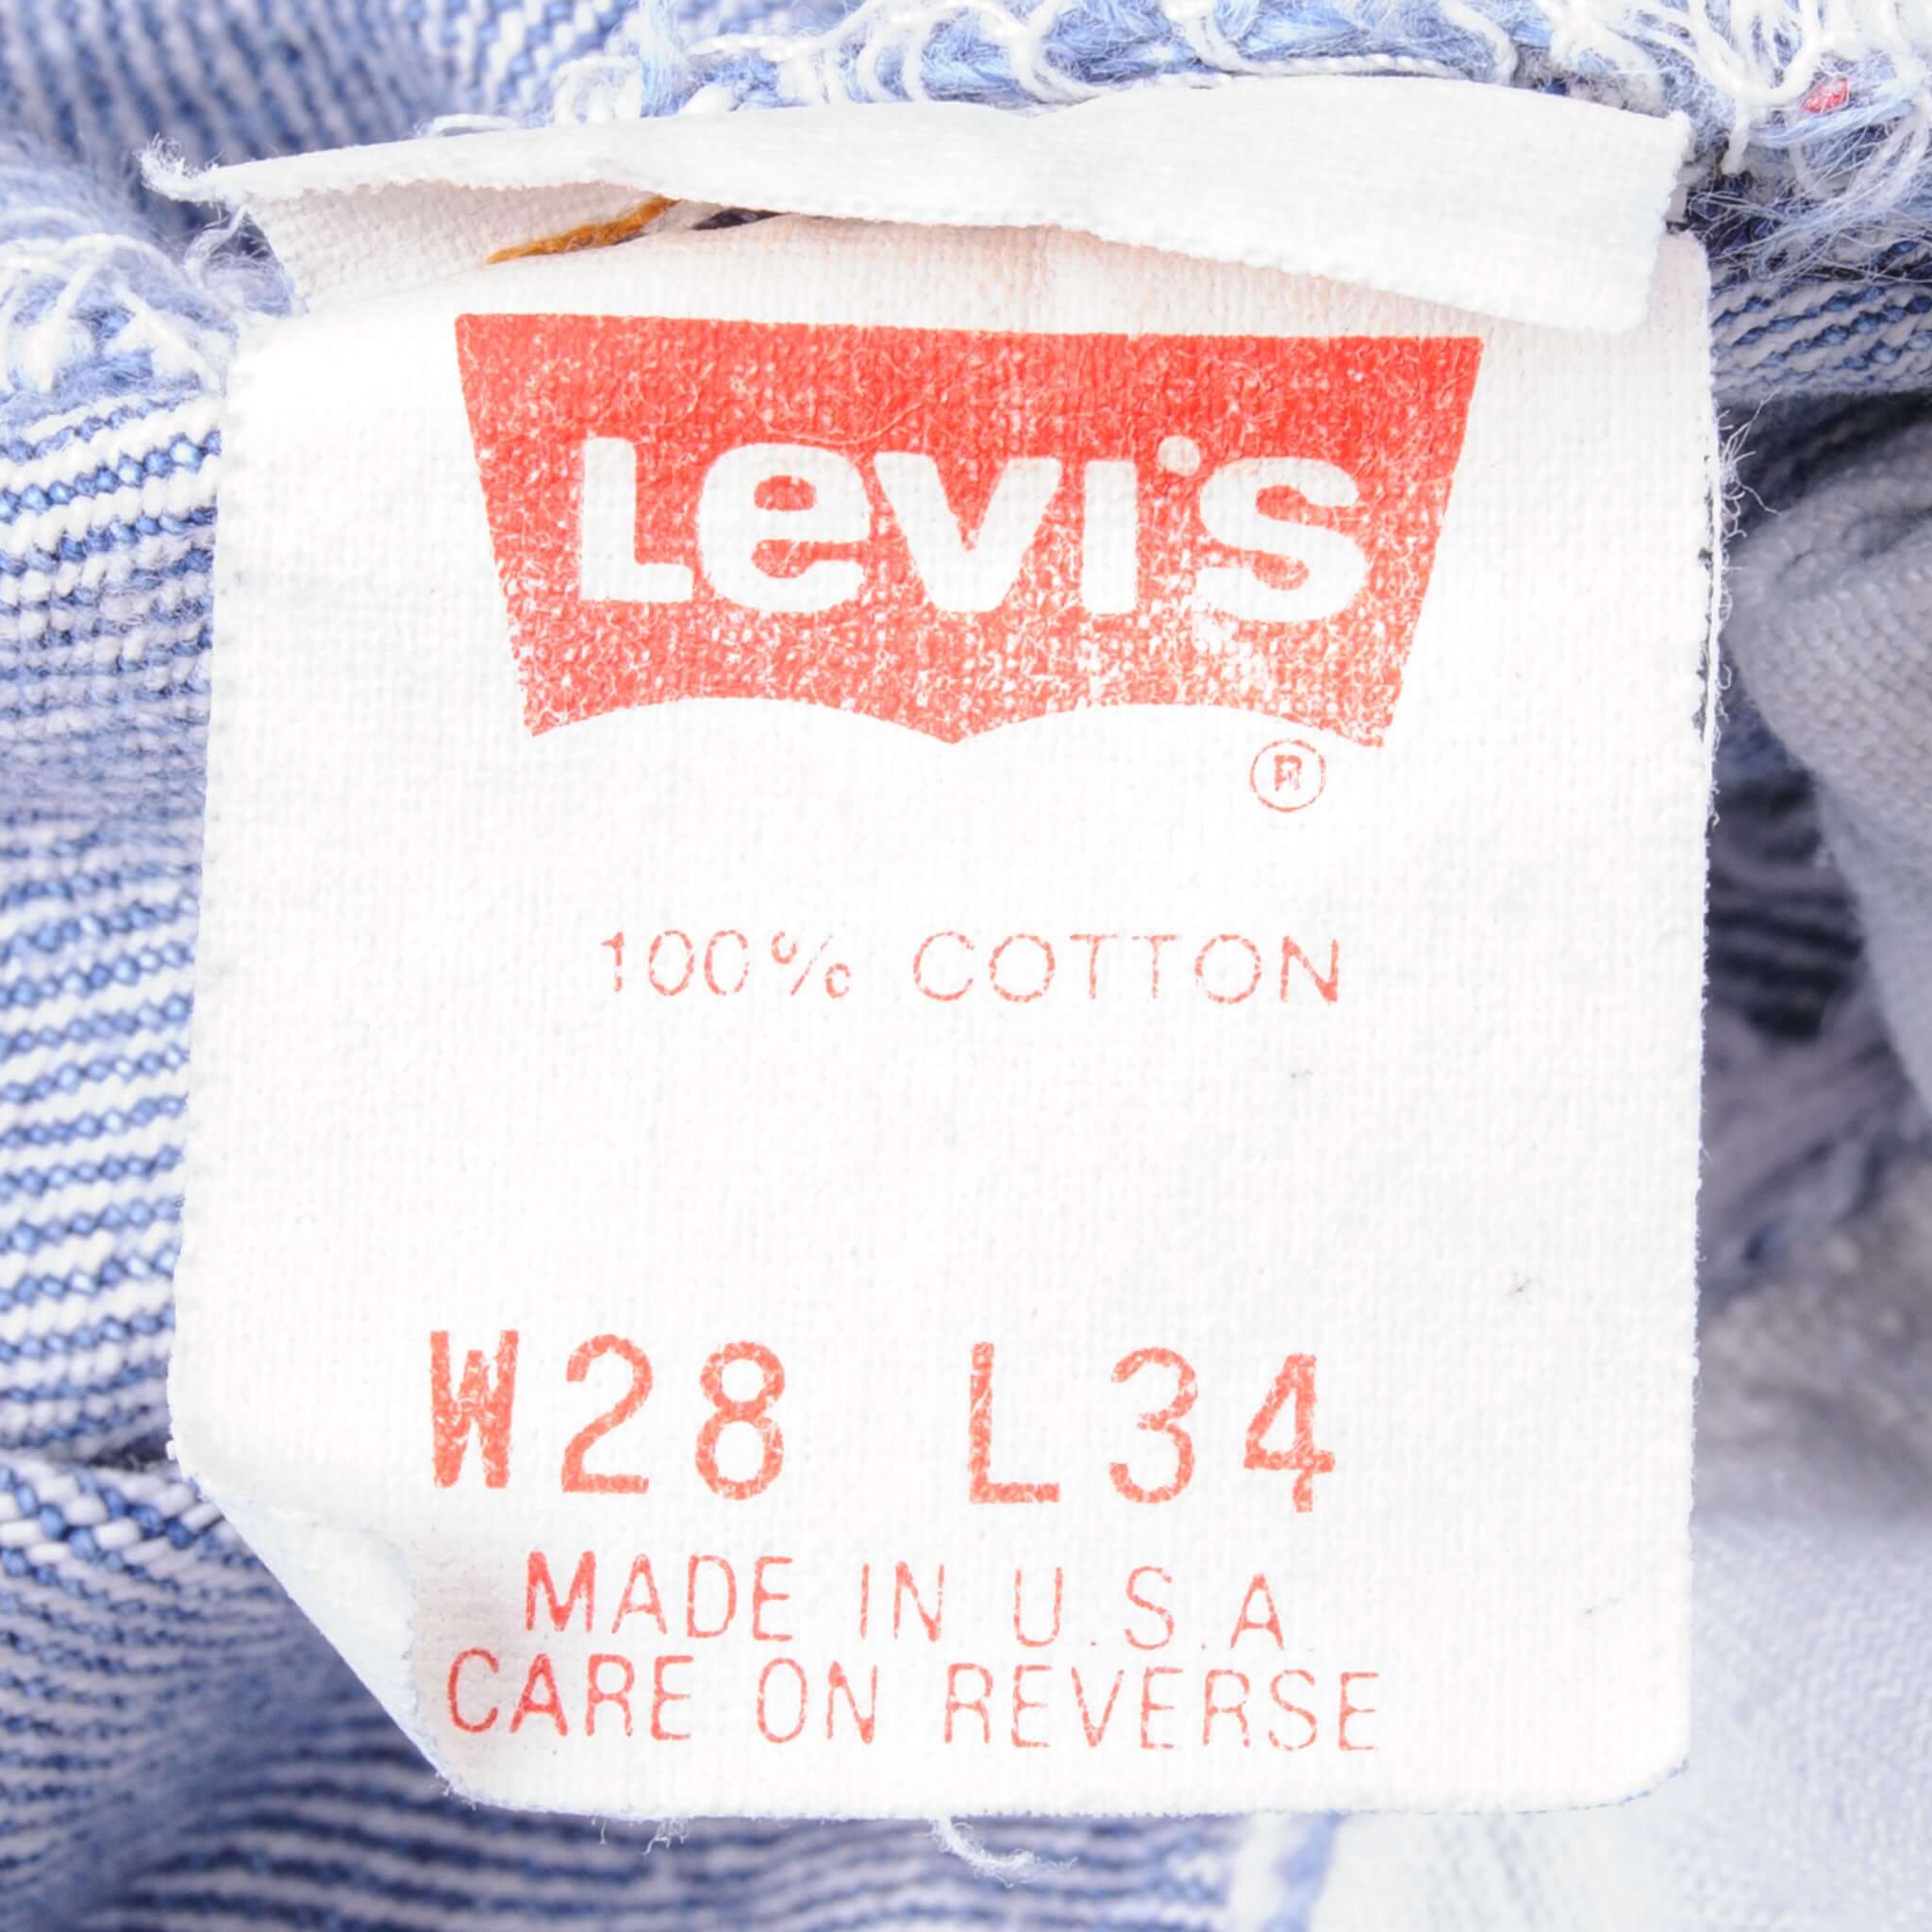 Levi's
®
100% COTTON
W28 L34
MADE IN U.S.A
CARE ON REVERSE